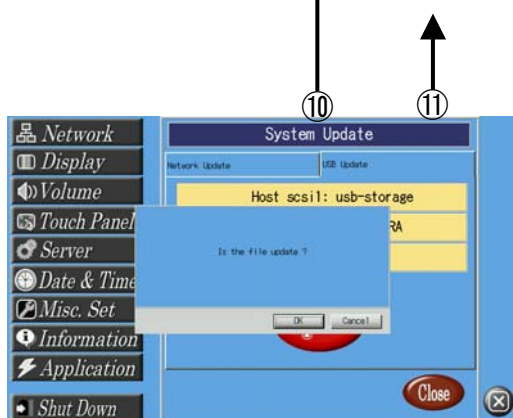 ⑩ ⑪
Network
Display
Volume
Touch Panel
Server
Date & Time
Misc. Set
Information
Application
Shut Down
System Update
Network Update
USB Update
Host scsi1: usb-storage
RA
Is the file update ?
OK
Cancel
Close